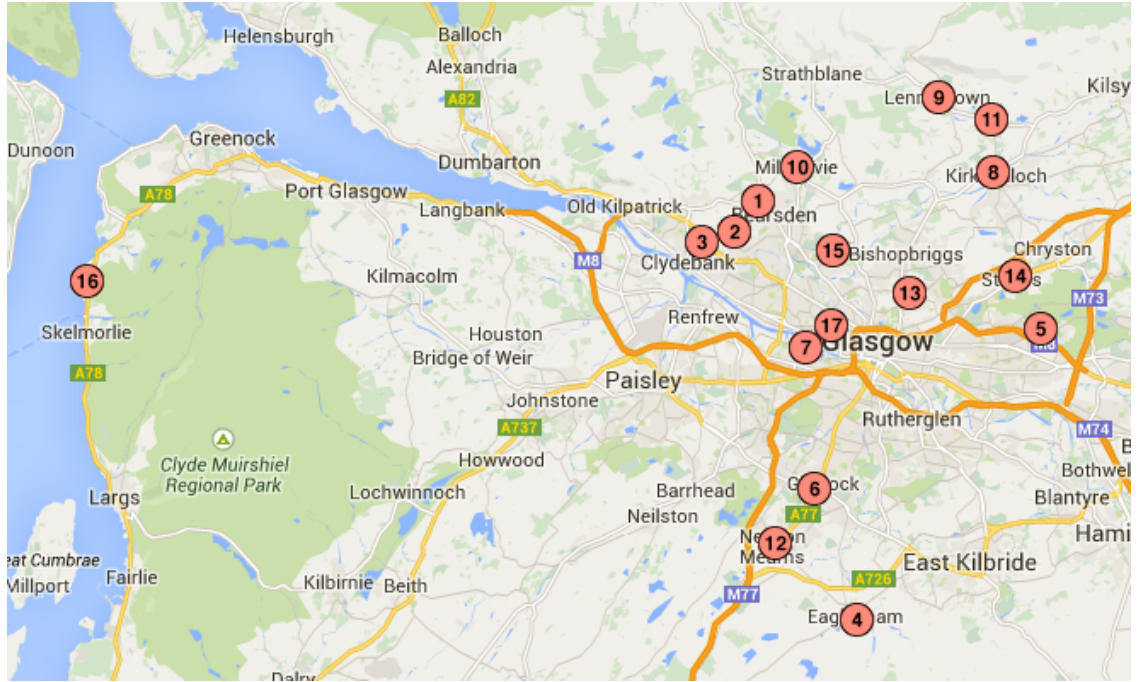 Helensburgh
Balloch
Alexandria
Strathblane
Kilsy
A82
9
11
Dunoon
Greenock
Dumbarton
10
8
A78
Port Glasgow
Langbank
Old Kilpatrick
1
Bearsden
2
3
Clydebank
15
Bishopbriggs
Chryston
M8
Kilmacolm
14
16
13
M73
Skelmorlie
Houston
Renfrew
17
5
Bridge of Weir
7
Glasgow
A78
Paisley
Johnstone
Rutherglen
A737
M74
Clyde Muirshiel
Regional Park
Howwood
Bothwel
Largs
Lochwinnoch
Barrhead
6
Blantyre
Neilston
A77
Hami
12
Mearns
eat Cumbrae
Millport
Fairlie
Kilbirnie
Beith
East Kilbride
A726
M77
4
Dalry